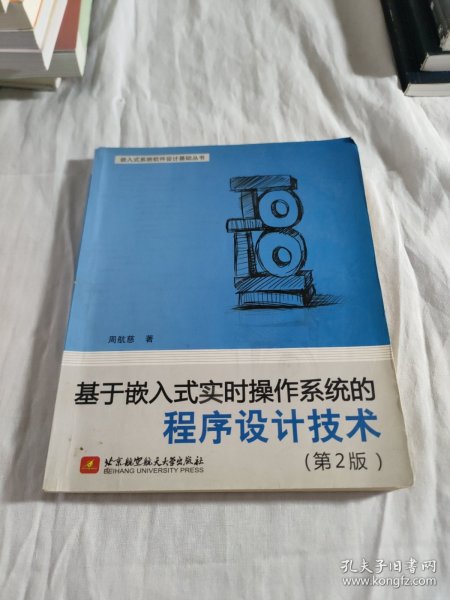 嵌入式系统软件设计基础丛书
周航慈 著
基于嵌入式实时操作系统的
程序设计技术
(第2版)
北京航空航天大学出版社
BEIHANG UNIVERSITY PRESS
孔夫子旧书网
www.kongfz.com